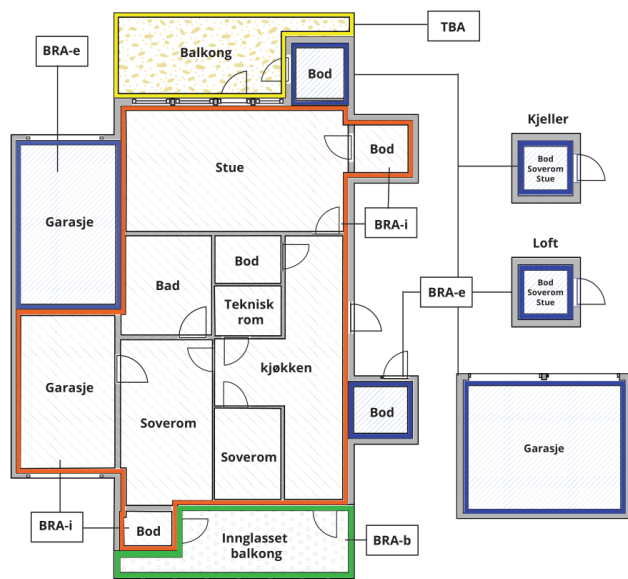 TBA
BRA-e
Balkong
Bod
Kjeller
Bod
Soverom
Stue
Stue
Bod
Garasje
BRA-i
Loft
Bod
Soverom
Stue
Bod
Bad
Teknisk
rom
BRA-e
kjøkken
Garasje
Bod
Soverom
Soverom
Garasje
BRA-i
Bod
Innglasset
balkong
BRA-b